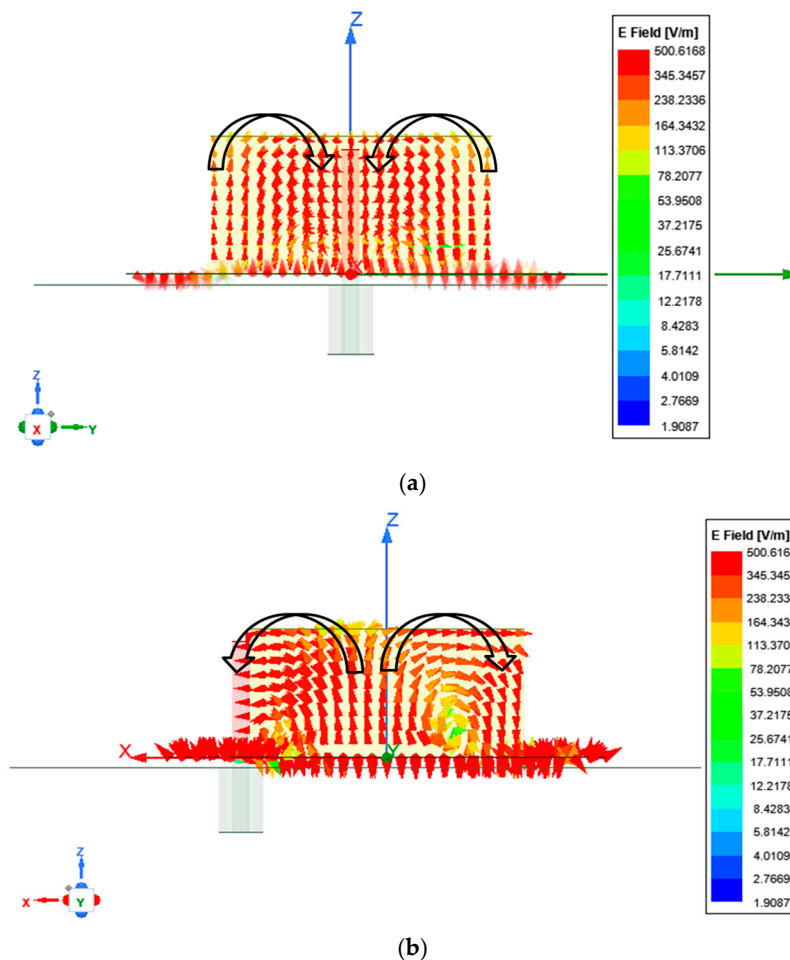 Z
E Field [V/m]
500.6168
345.3457
238.2336
164.3432
113.3706
78.2077
53.9508
37.2175
25.6741
17.7111
12.2178
8.4283
5.8142
4.0109
2.7669
1.9087
X
Z
X
Y
(a)
Z
E Field [V/m]
500.616
345.345
238.233
164.343
113.370
78.2077
53.9508
37.2175
25.6741
17.7111
12.2178
8.4283
5.8142
4.0109
2.7669
1.9087
X
Y
Z
X
Y
(b)